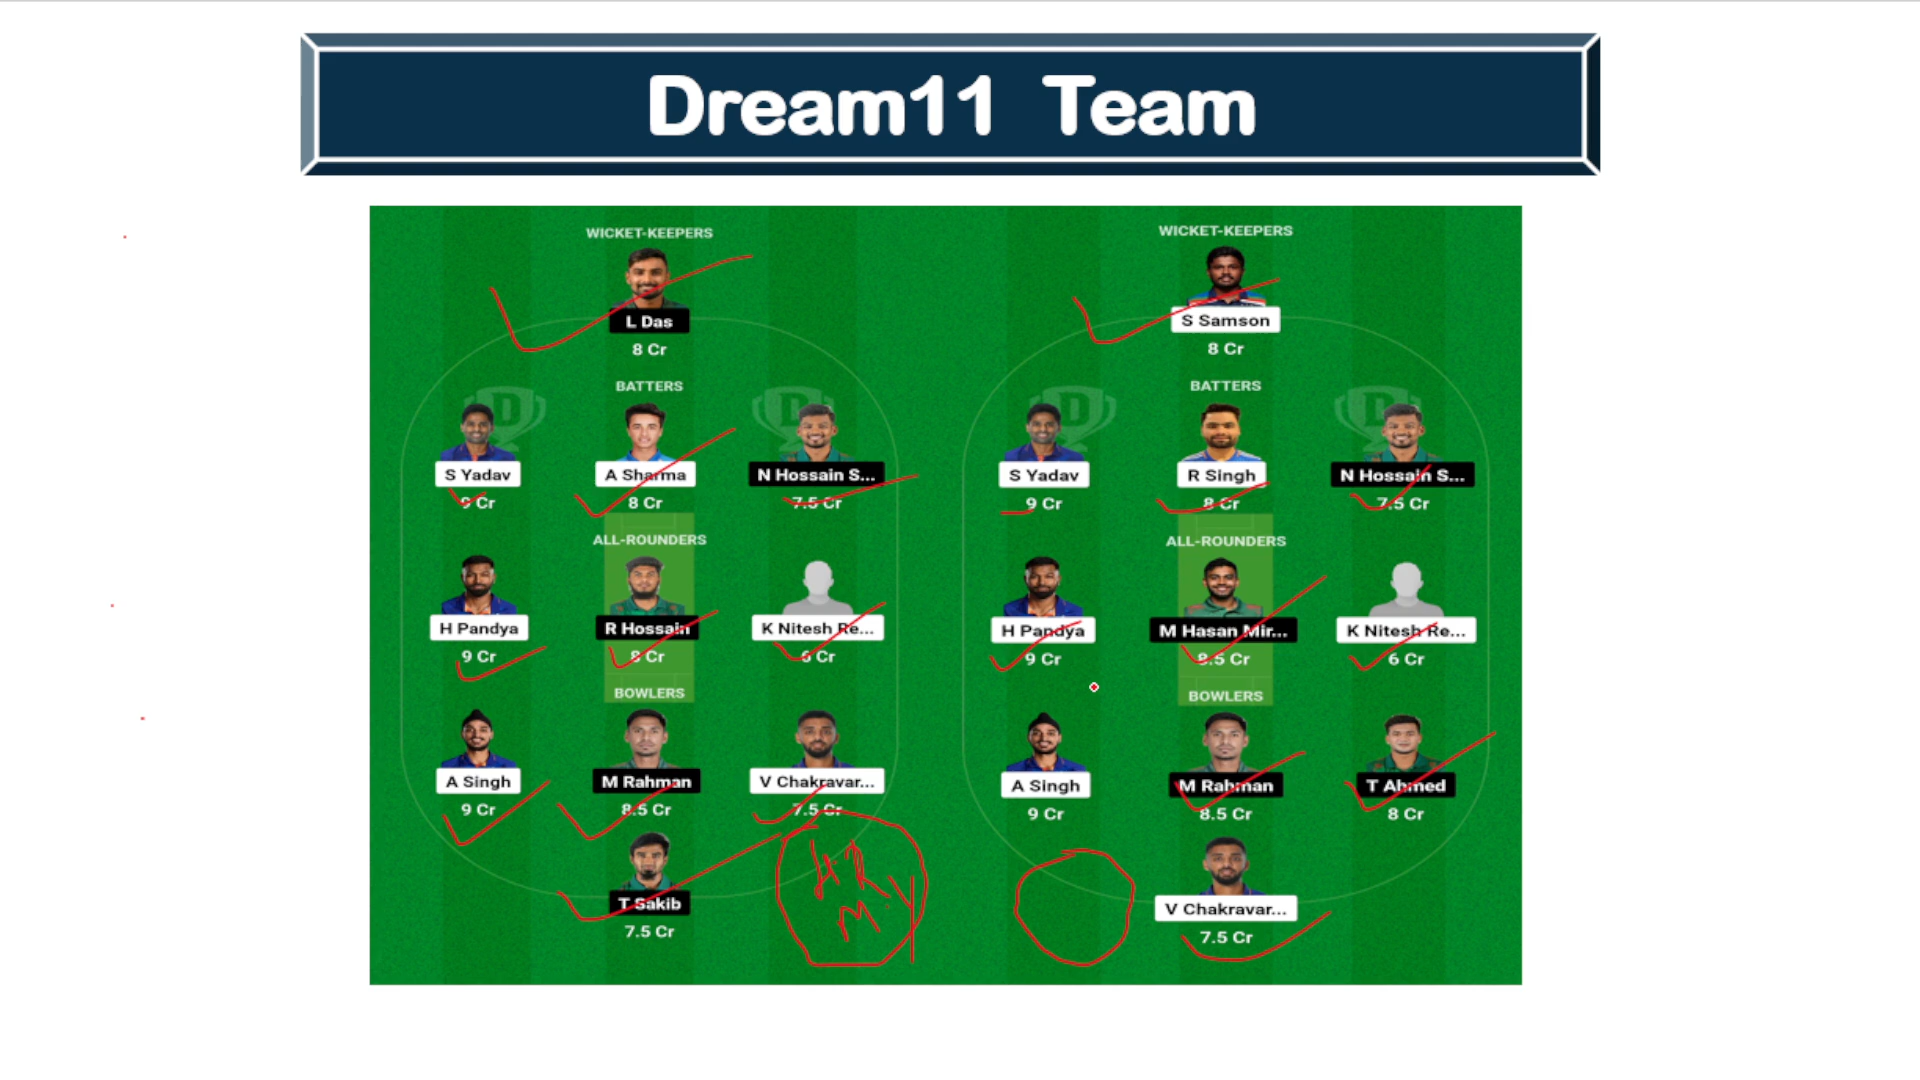 Dream11 Team
WICKET-KEEPERS
L Das
8 Cr
BATTERS
S Yadav A Sharma N Hossain S...
9 Cr 8 Cr 7.5 Cr
ALL-ROUNDERS
H Pandya R Hossain K Nitesh Re...
9 Cr 8 Cr 6 Cr
BOWLERS
A Singh M Rahman V Chakravar...
9 Cr 8.5 Cr 7.5 Cr
T Sakib
7.5 Cr
WICKET-KEEPERS
S Samson
8 Cr
BATTERS
S Yadav R Singh N Hossain S...
9 Cr 8 Cr 7.5 Cr
ALL-ROUNDERS
H Pandya M Hasan Mir... K Nitesh Re...
9 Cr 8.5 Cr 6 Cr
BOWLERS
A Singh M Rahman T Ahmed
9 Cr 8.5 Cr 8 Cr
V Chakravar...
7.5 Cr